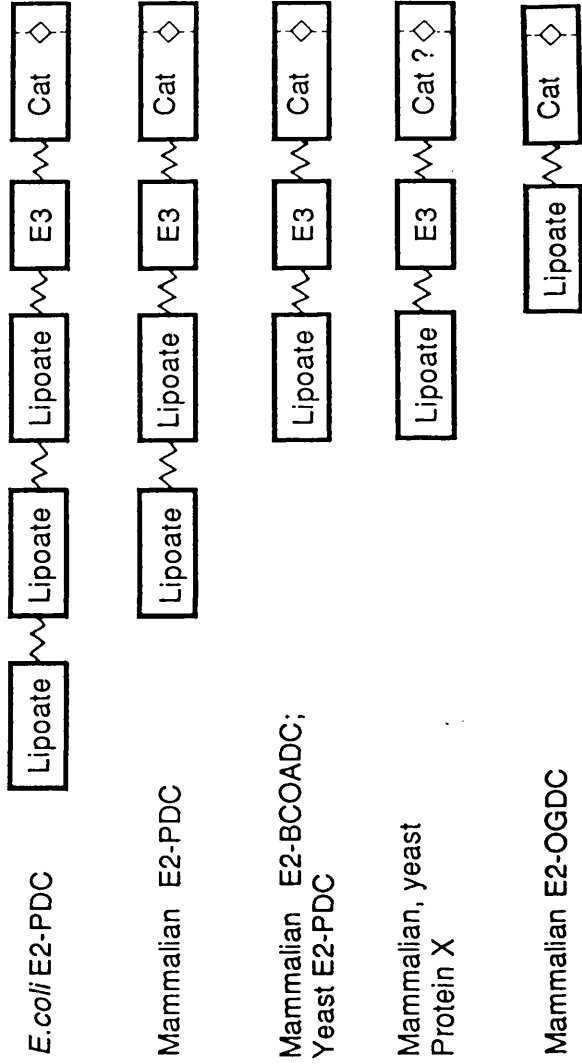 E.coli E2-PDC
Lipoate Lipoate Lipoate E3 Cat
Mammalian E2-PDC
Lipoate Lipoate E3 Cat
Mammalian E2-BCOADC;
Yeast E2-PDC
Lipoate E3 Cat
Mammalian, yeast
Protein X
Lipoate E3 Cat ?
Mammalian E2-OGDC
Lipoate Cat